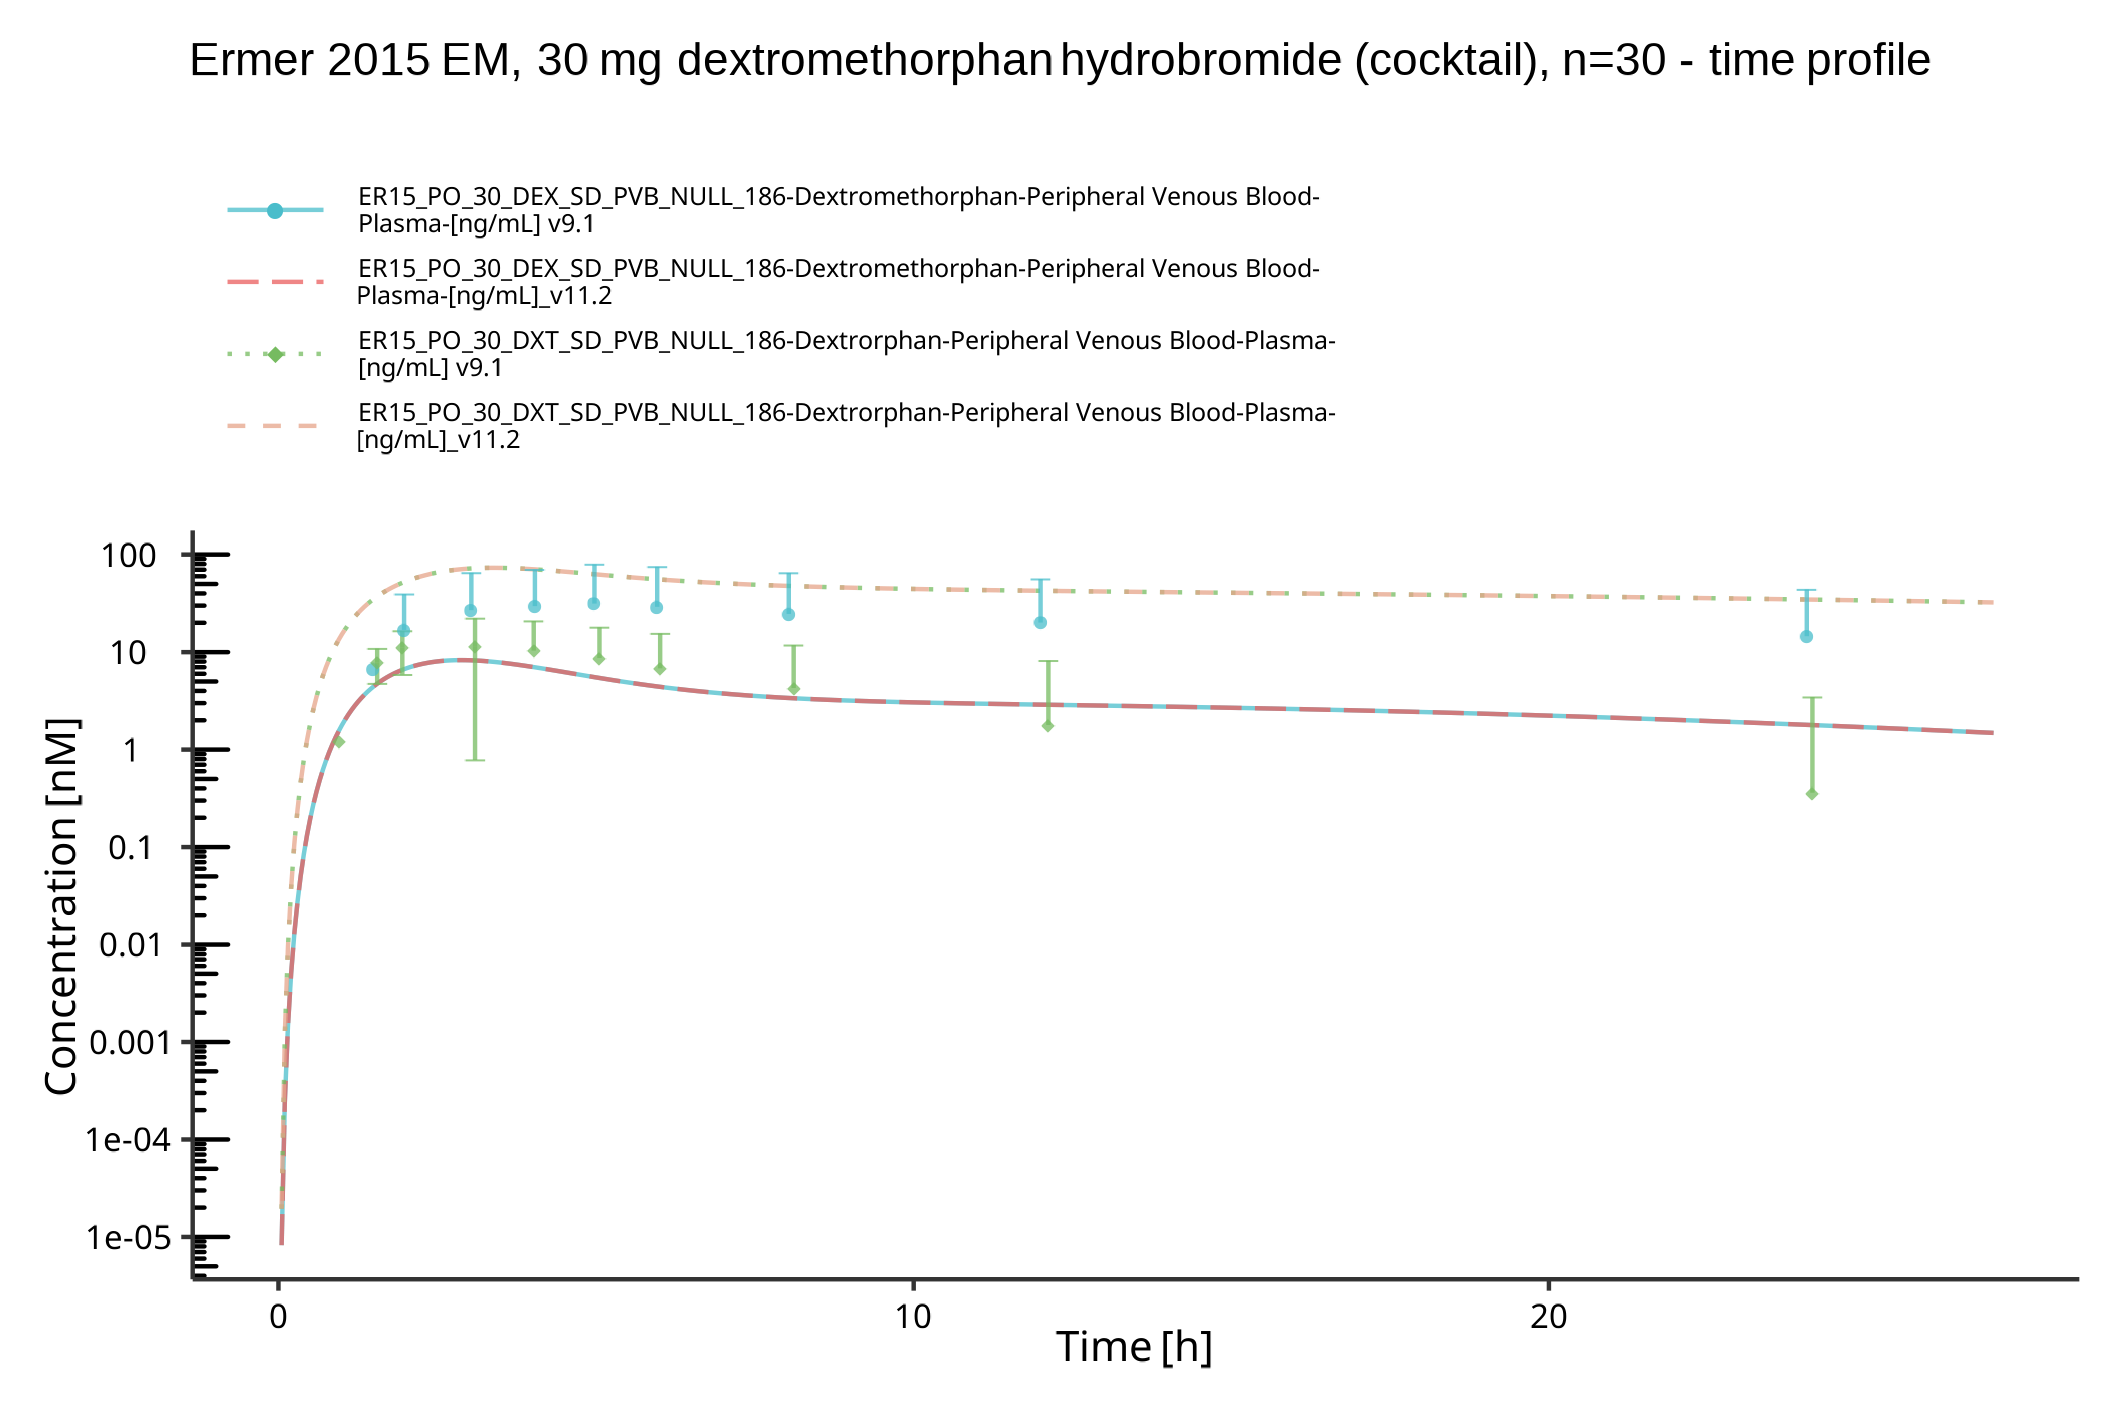 Ermer 2015 EM, 30 mg dextromethorphan hydrobromide (cocktail), n=30 - time profile
ER15_PO_30_DEX_SD_PVB_NULL_186-Dextromethorphan-Peripheral Venous Blood-
Plasma-[ng/mL] v9.1
ER15_PO_30_DEX_SD_PVB_NULL_186-Dextromethorphan-Peripheral Venous Blood-
Plasma-[ng/mL]_v11.2
ER15_PO_30_DXT_SD_PVB_NULL_186-Dextrorphan-Peripheral Venous Blood-Plasma-
[ng/mL] v9.1
ER15_PO_30_DXT_SD_PVB_NULL_186-Dextrorphan-Peripheral Venous Blood-Plasma-
[ng/mL]_v11.2
Concentration [nM]
100
10
1
0.1
0.01
0.001
1e-04
1e-05
0
10
20
Time [h]